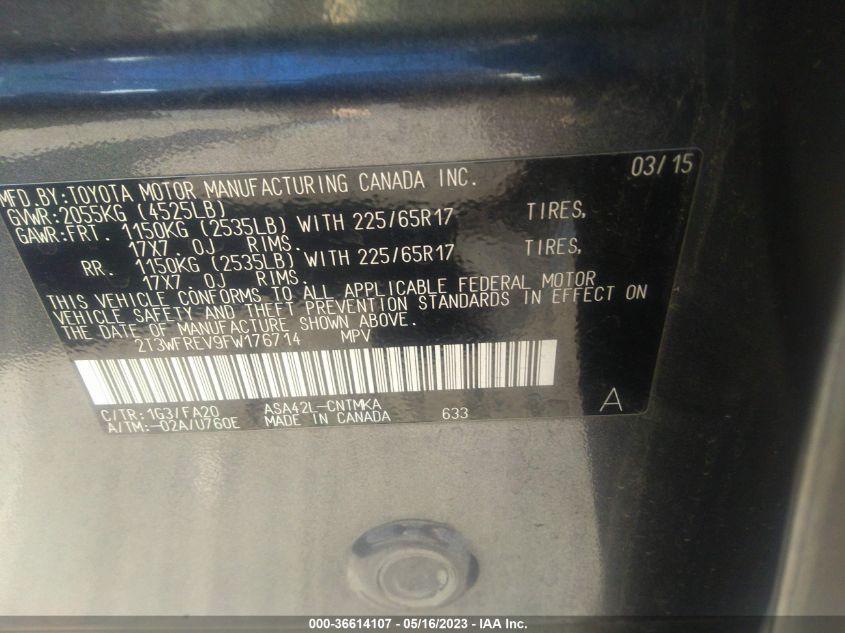 03/15
MFD.BY:TOYOTA MOTOR MANUFACTURING CANADA INC.
GVWR:2055KG (4525LB)
GAWR:FRT. 1150KG (2535LB) WITH 225/65R17 TIRES,
17X7.0J RIMS.
RR. 1150KG (2535LB) WITH 225/65R17 TIRES,
17X7.0J RIMS.
THIS VEHICLE CONFORMS TO ALL APPLICABLE FEDERAL MOTOR
VEHICLE SAFETY AND THEFT PREVENTION STANDARDS IN EFFECT ON
THE DATE OF MANUFACTURE SHOWN ABOVE.
2T3WFREV9FW176714 MPV
C/TR:1G3/FA20 ASA42L-CNTMKA
A/TM:-02A/U760E MADE IN CANADA 633 A
000-36614107 - 05/16/2023 - IAA Inc.